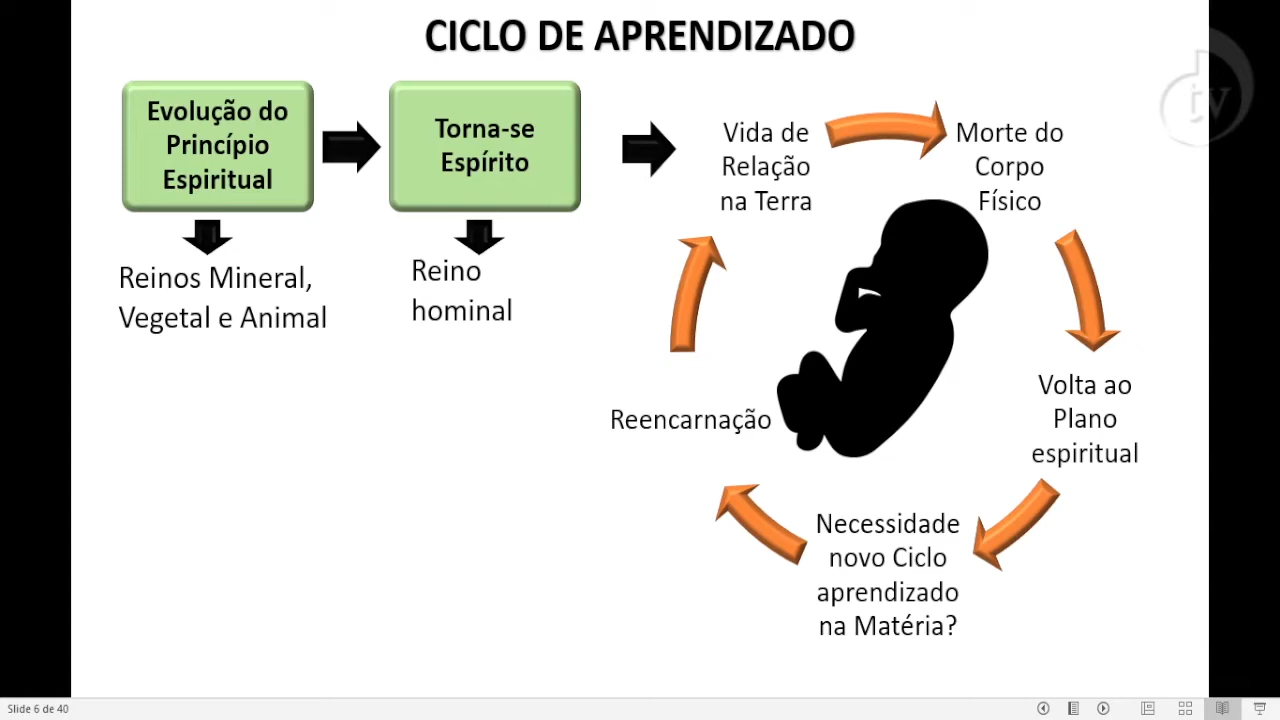 CICLO DE APRENDIZADO
Evolução do
Princípio
Espiritual
Torna-se
Espírito
Reinos Mineral,
Vegetal e Animal
Reino
hominal
Vida de
Relação
na Terra
Morte do
Corpo
Físico
Volta ao
Plano
espiritual
Necessidade
novo Ciclo
aprendizado
na Matéria?
Reencarnação
tv
Slide 6 de 40